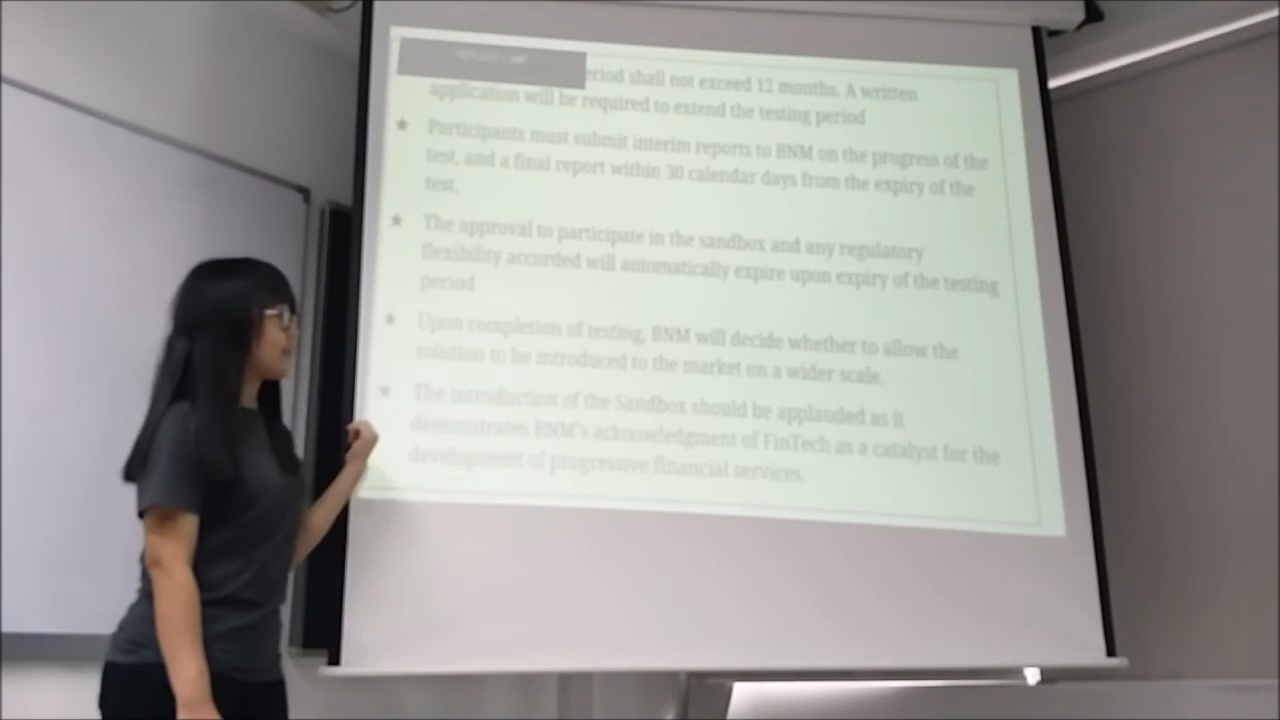 eriod shall not exceed 12 months. A written
application will be required to extend the testing period
★ Participants must submit interim reports to BNM on the progress of the
test, and a final report within 30 calendar days from the expiry of the
test.
★ The approval to participate in the sandbox and any regulatory
flexibility accorded will automatically expire upon expiry of the testing
period
★ Upon completion of testing, BNM will decide whether to allow the
solution to be introduced to the market on a wider scale.
★ The introduction of the Sandbox should be applauded as it
demonstrates BNM's acknowledgment of FinTech as a catalyst for the
development of progressive financial services.